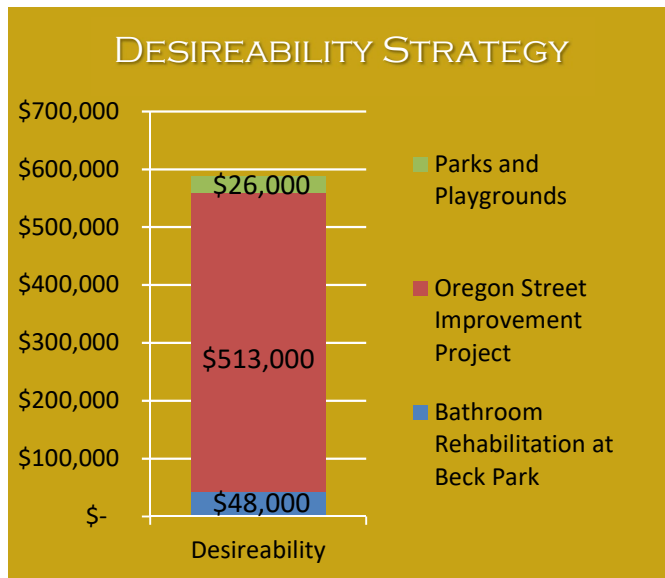 DESIREABILITY STRATEGY
$700,000
$600,000
$500,000
$400,000
$300,000
$200,000
$100,000
$-
$26,000
$513,000
$48,000
Desireability
Parks and
Playgrounds
Oregon Street
Improvement
Project
Bathroom
Rehabilitation at
Beck Park